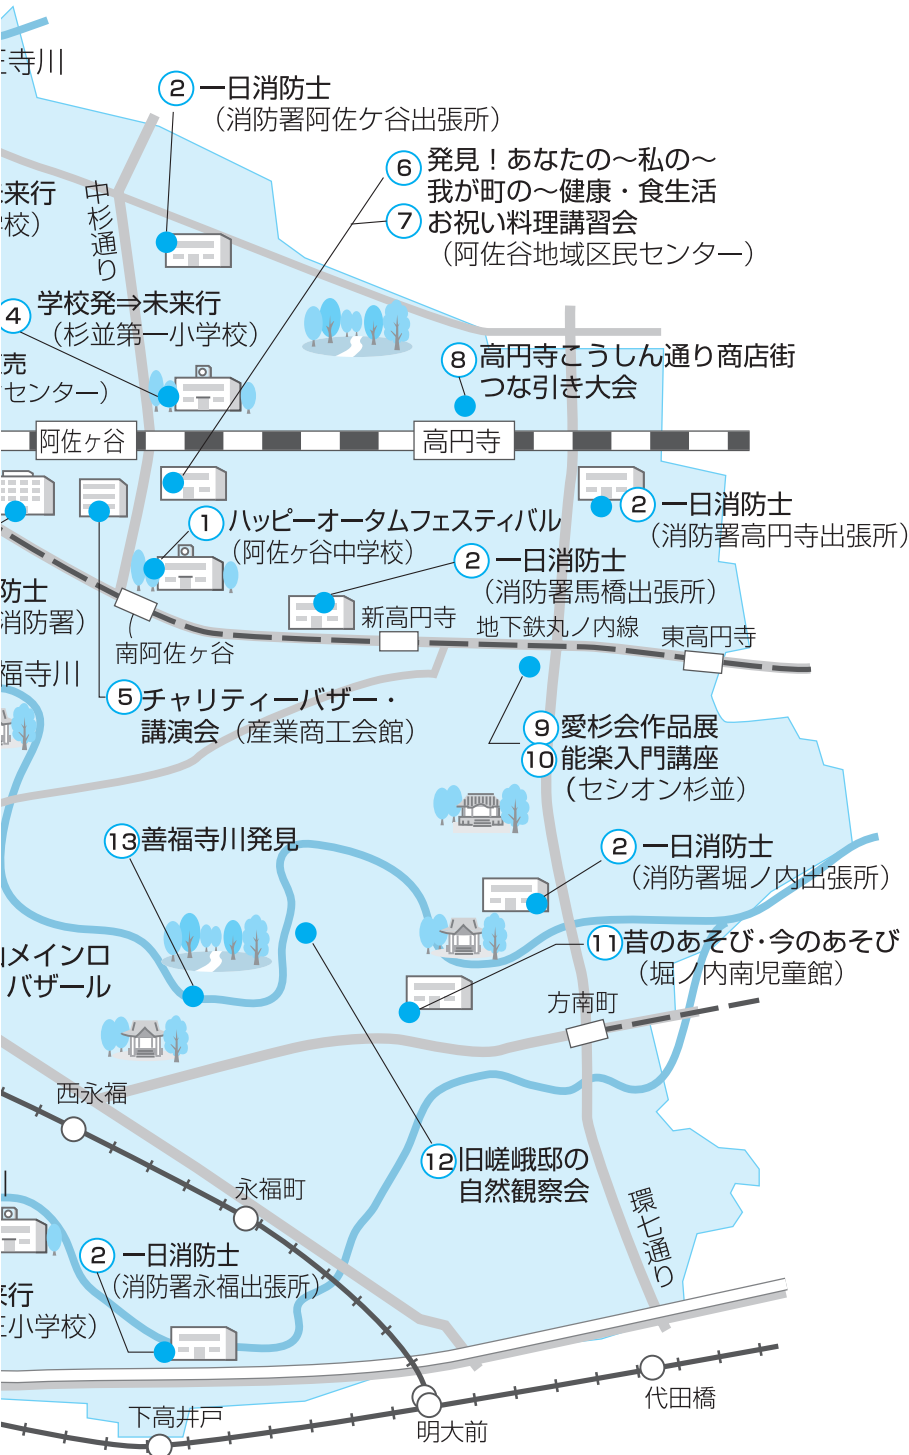 寺川
② 一日消防士
（消防署阿佐ケ谷出張所）
⑥ 発見！あなたの～私の～
我が町の～健康・食生活
⑦ お祝い料理講習会
（阿佐谷地域区民センター）
来行
校）
中杉通り
④ 学校発⇒未来行
（杉並第一小学校）
売
センター）
⑧ 高円寺こうしん通り商店街
つな引き大会
阿佐ヶ谷
高円寺
② 一日消防士
（消防署高円寺出張所）
① ハッピーオータムフェスティバル
（阿佐ヶ谷中学校）
② 一日消防士
（消防署馬橋出張所）
防士
消防署）
新高円寺
地下鉄丸ノ内線
東高円寺
南阿佐ヶ谷
福寺川
⑤ チャリティーバザー・
講演会（産業商工会館）
⑨ 愛杉会作品展
⑩ 能楽入門講座
（セシオン杉並）
⑬ 善福寺川発見
② 一日消防士
（消防署堀ノ内出張所）
⑪ 昔のあそび・今のあそび
（堀ノ内南児童館）
山メインロ
バザール
方南町
西永福
⑫ 旧嵯峨邸の
自然観察会
永福町
環七通り
② 一日消防士
（消防署永福出張所）
来行
小学校）
代田橋
下高井戸
明大前